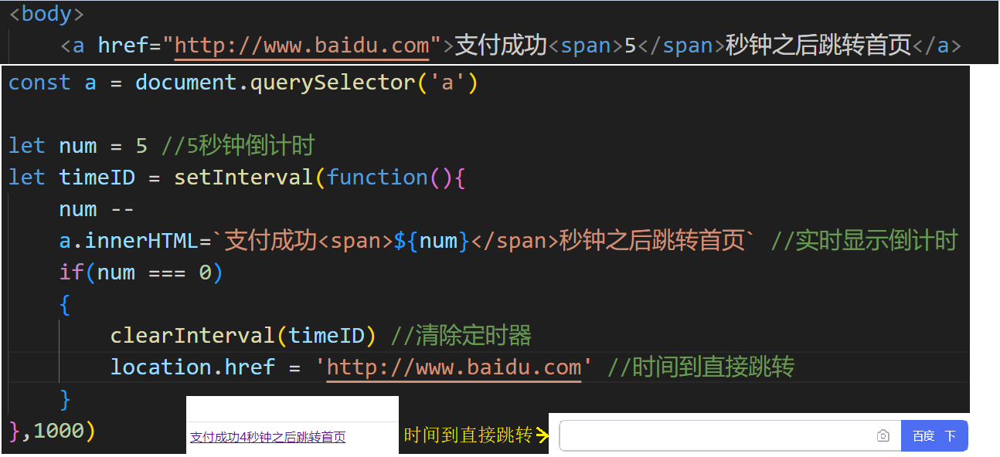 <body>
<a href="http://www.baidu.com">支付成功<span>5</span>秒钟之后跳转首页</a>
const a = document.querySelector('a')
let num = 5 //5秒钟倒计时
let timeID = setInterval(function(){
num --
a.innerHTML=`支付成功<span>${num}</span>秒钟之后跳转首页` //实时显示倒计时
if(num === 0)
{
clearInterval(timeID) //清除定时器
location.href = 'http://www.baidu.com' //时间到直接跳转
}
},1000)
支付成功4秒钟之后跳转首页
时间到直接跳转
百度 下